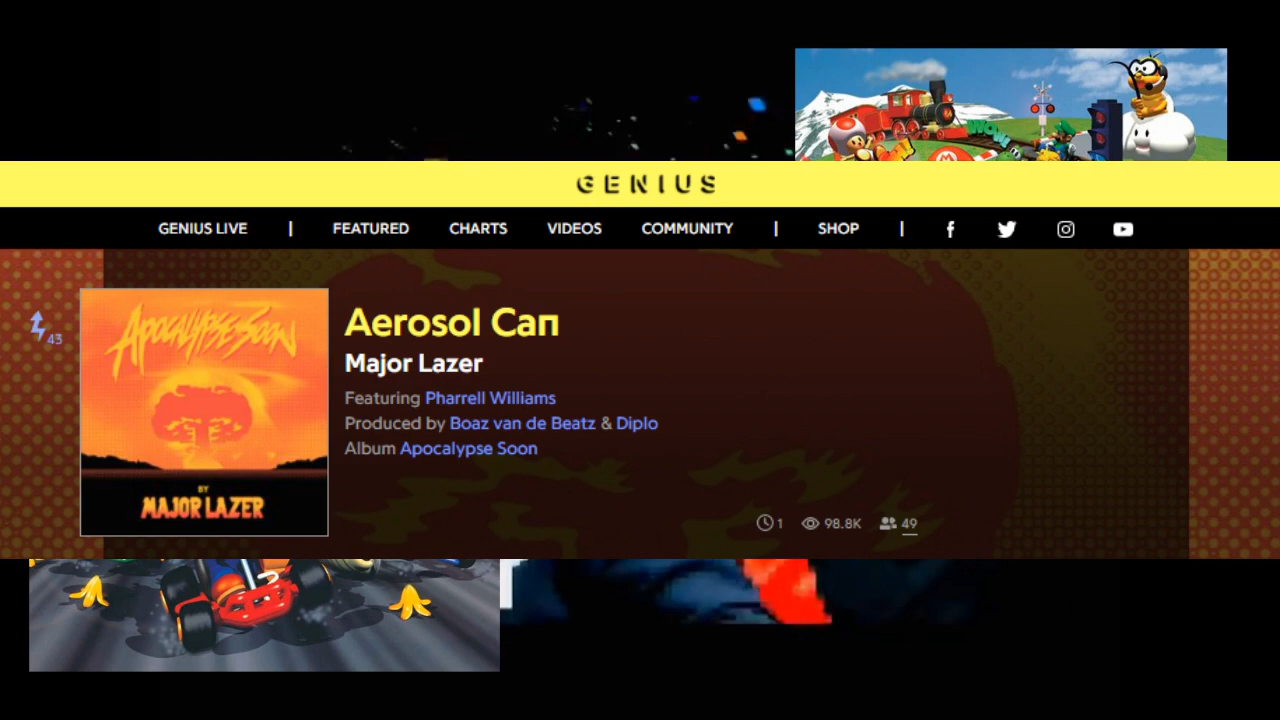 WOW!
GENIUS
GENIUS LIVE | FEATURED CHARTS VIDEOS COMMUNITY | SHOP |
43
APOCALYPSE SOON
BY
MAJOR LAZER
Aerosol Can
Major Lazer
Featuring Pharrell Williams
Produced by Boaz van de Beatz & Diplo
Album Apocalypse Soon
1 98.8K 49